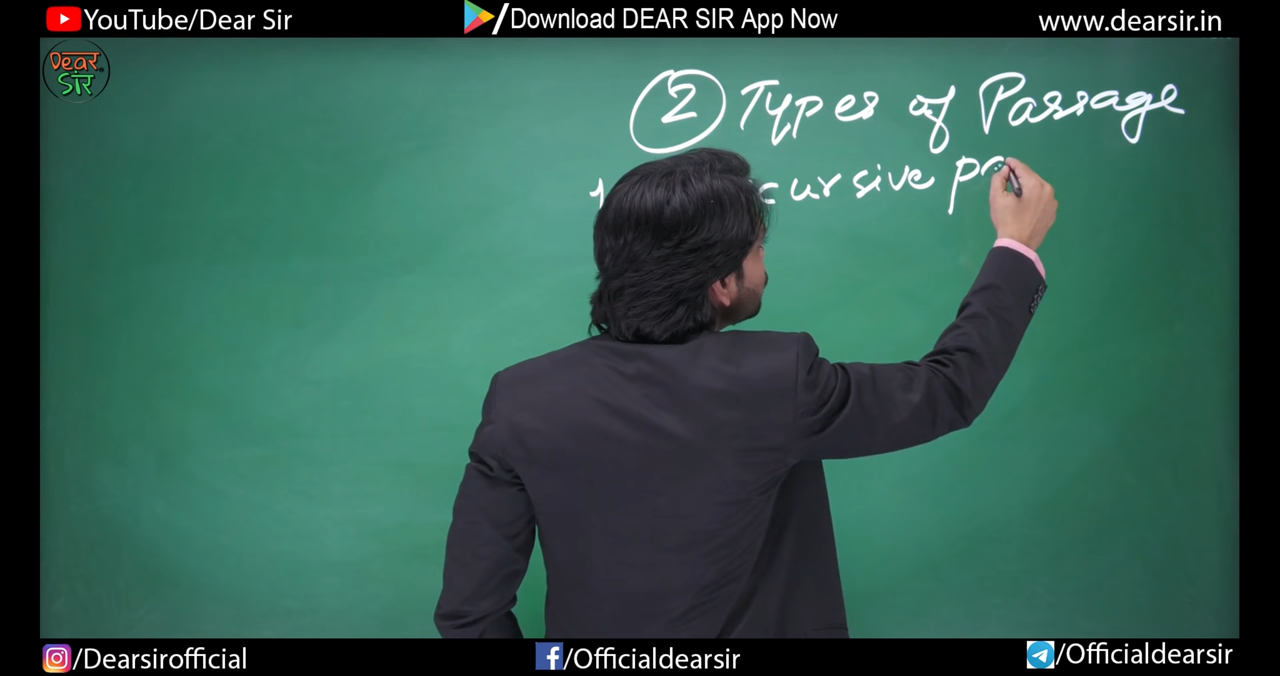 YouTube/Dear Sir
/Download DEAR SIR App Now
www.dearsir.in
Dear
Sir
2 Types of Passage
/Dearsirofficial
/Officialdearsir
/Officialdearsir